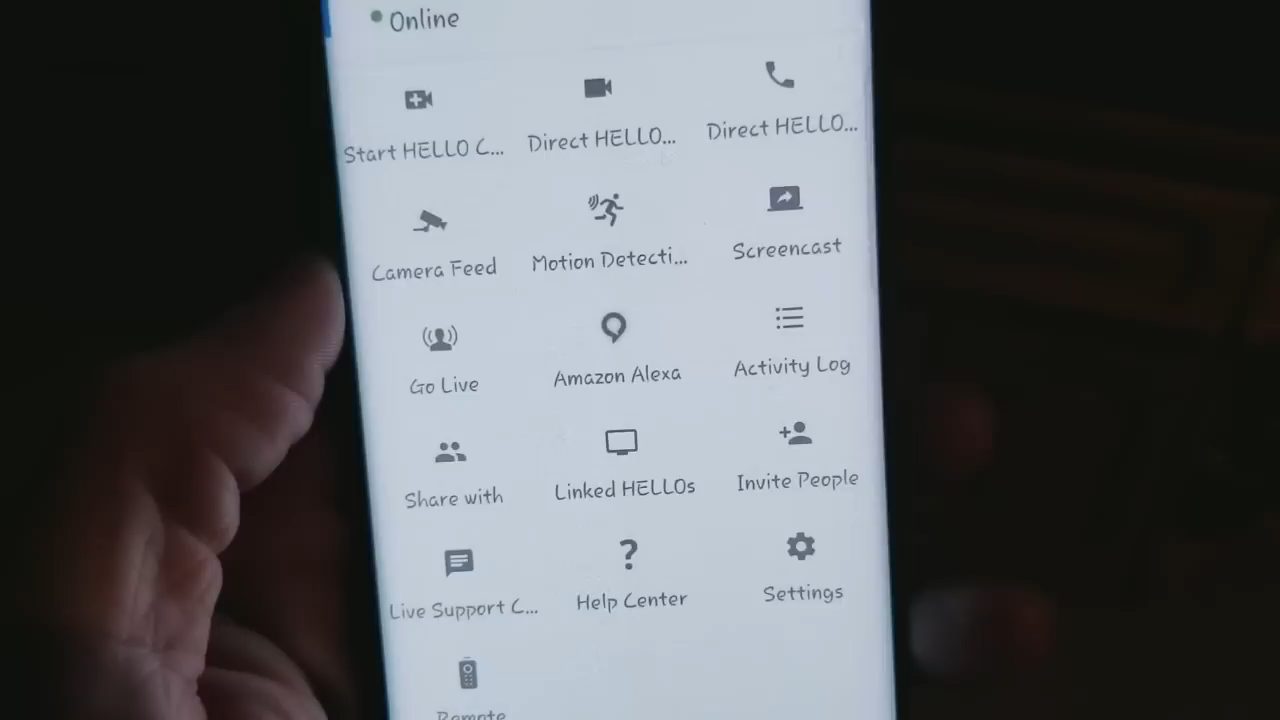 Online
Start HELLO C...
Direct HELLO...
Direct HELLO...
Camera Feed
Motion Detecti...
Screencast
Go Live
Amazon Alexa
Activity Log
Share with
Linked HELLOs
Invite People
Live Support C...
Help Center
Settings
Remote